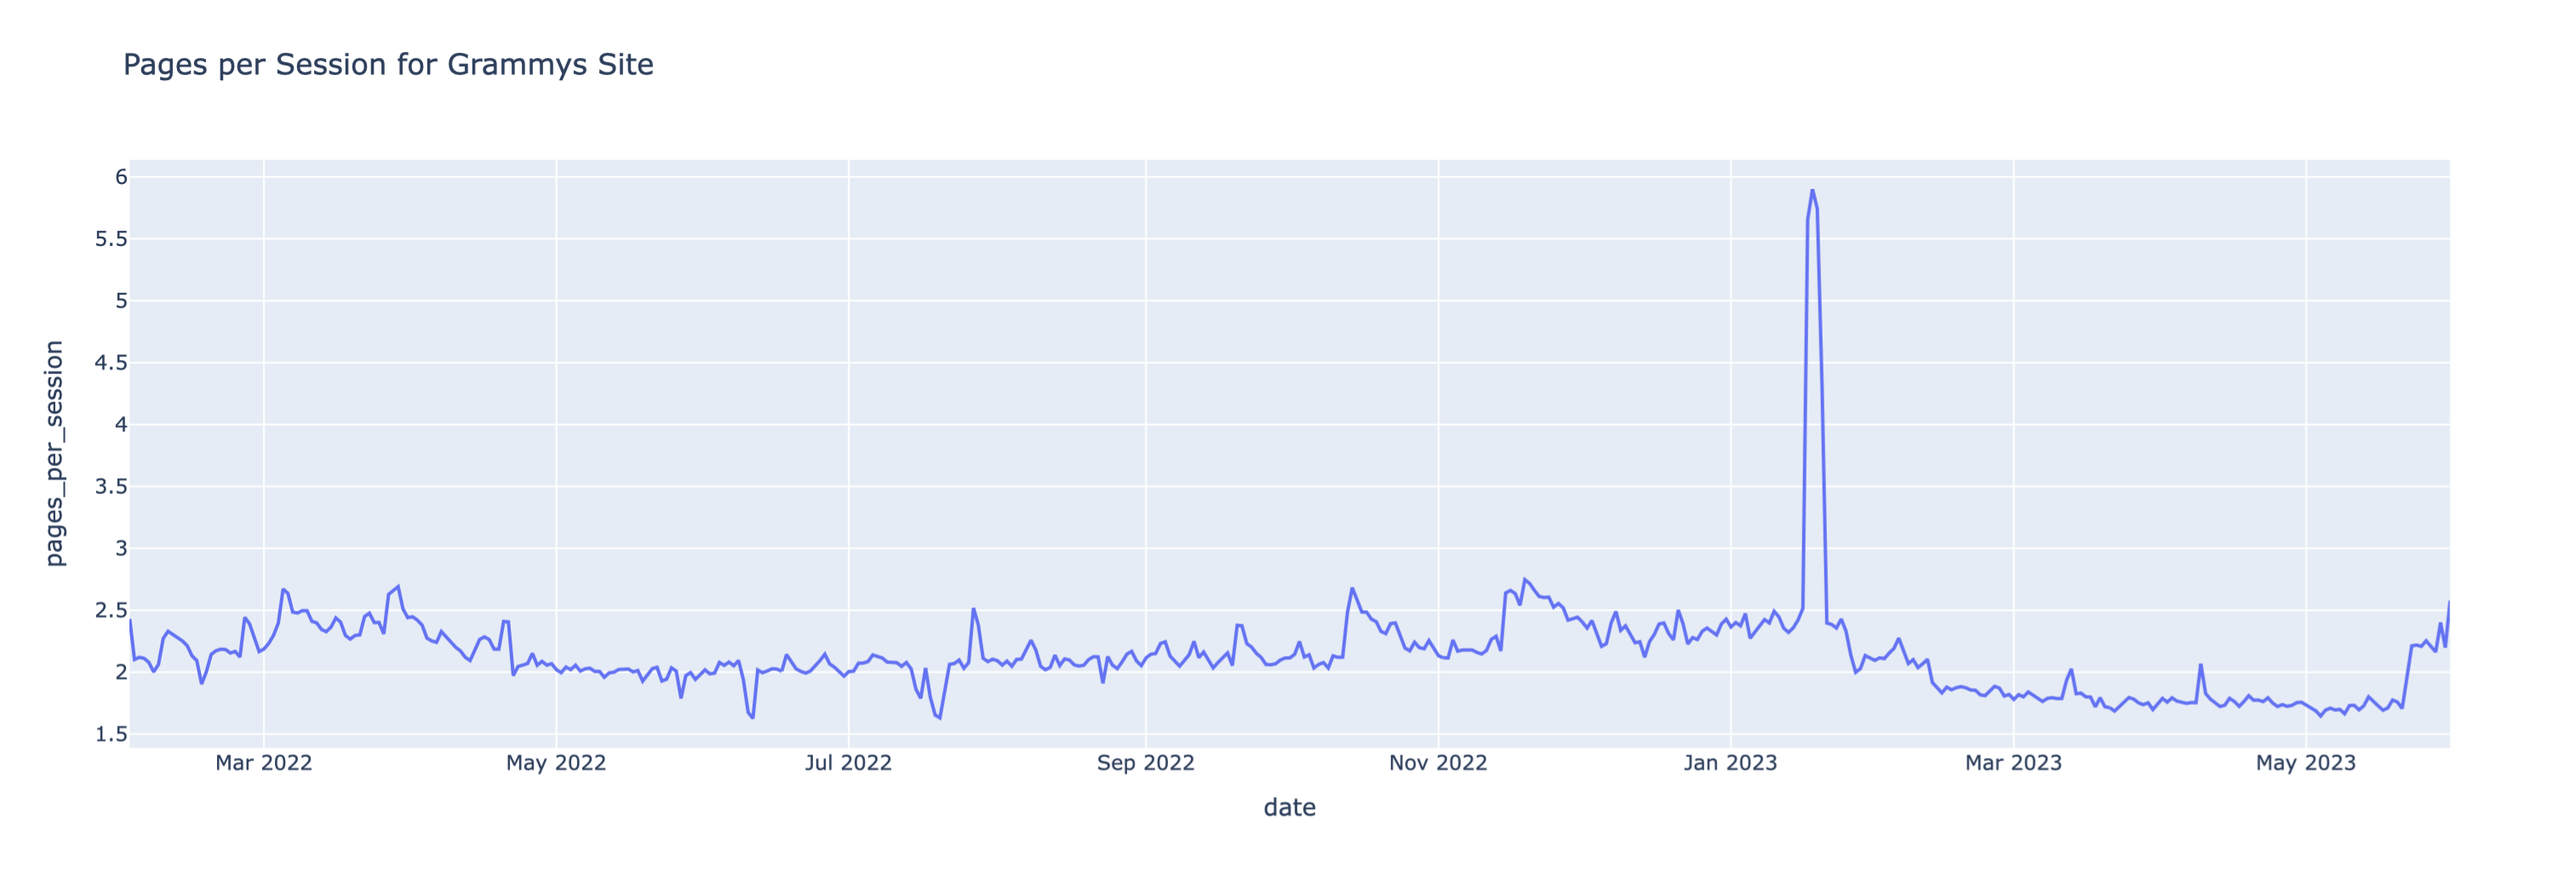 Pages per Session for Grammys Site
6
5.5
5
4.5
4
3.5
3
2.5
2
1.5
pages_per_session
Mar 2022
May 2022
Jul 2022
Sep 2022
Nov 2022
Jan 2023
Mar 2023
May 2023
date